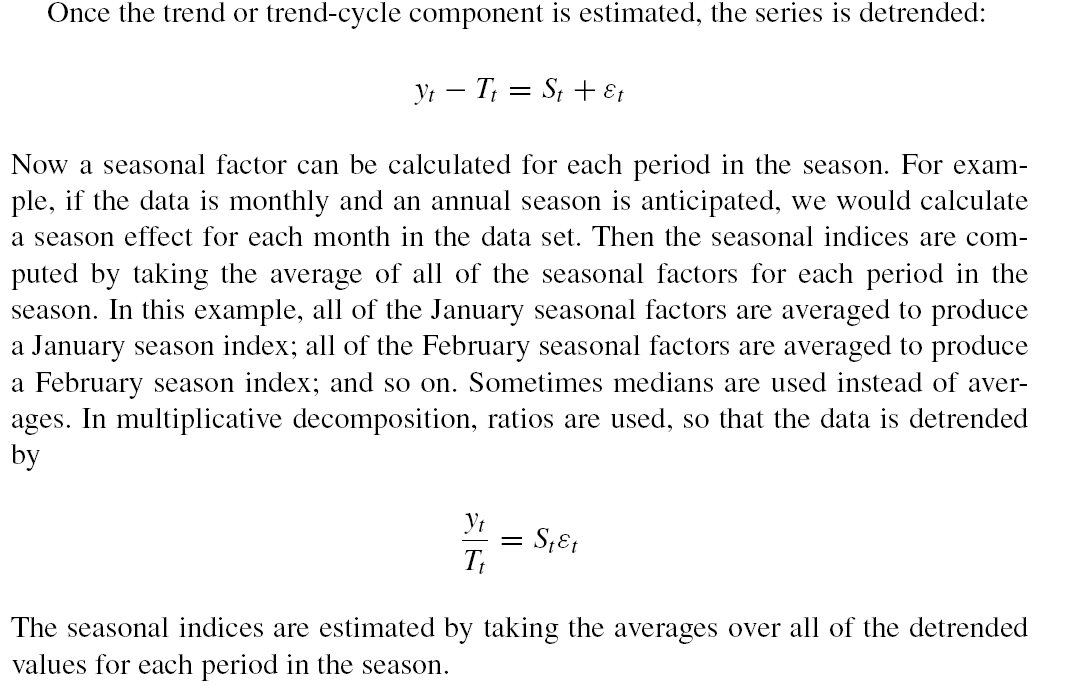 Once the trend or trend-cycle component is estimated, the series is detrended:
yₜ − Tₜ = Sₜ + εₜ
Now a seasonal factor can be calculated for each period in the season. For exam-
ple, if the data is monthly and an annual season is anticipated, we would calculate
a season effect for each month in the data set. Then the seasonal indices are com-
puted by taking the average of all of the seasonal factors for each period in the
season. In this example, all of the January seasonal factors are averaged to produce
a January season index; all of the February seasonal factors are averaged to produce
a February season index; and so on. Sometimes medians are used instead of aver-
ages. In multiplicative decomposition, ratios are used, so that the data is detrended
by
yₜ / Tₜ = Sₜεₜ
The seasonal indices are estimated by taking the averages over all of the detrended
values for each period in the season.